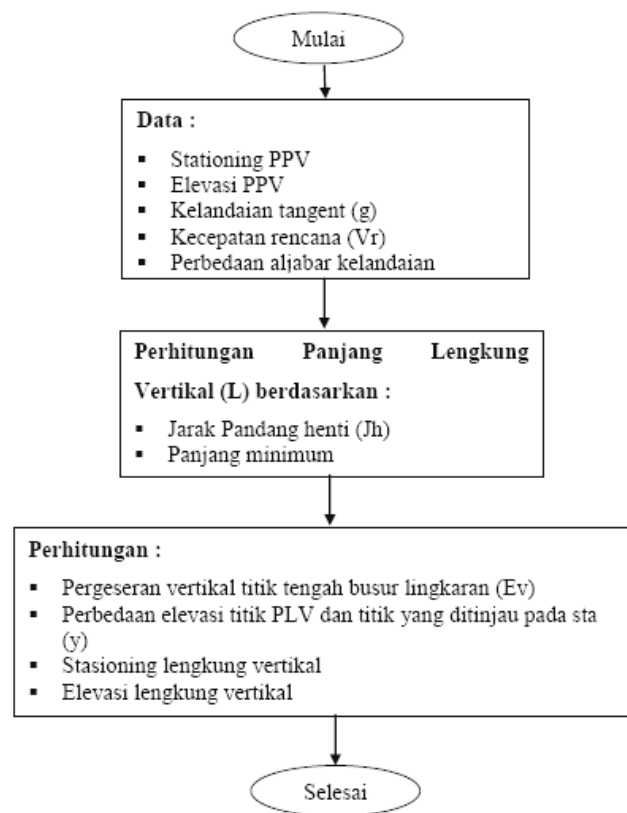 Mulai
Data :
▪ Stationing PPV
▪ Elevasi PPV
▪ Kelandaian tangent (g)
▪ Kecepatan rencana (Vr)
▪ Perbedaan aljabar kelandaian
Perhitungan Panjang Lengkung
Vertikal (L) berdasarkan :
▪ Jarak Pandang henti (Jh)
▪ Panjang minimum
Perhitungan :
▪ Pergeseran vertikal titik tengah busur lingkaran (Ev)
▪ Perbedaan elevasi titik PLV dan titik yang ditinjau pada sta
(y)
▪ Stasioning lengkung vertikal
▪ Elevasi lengkung vertikal
Selesai